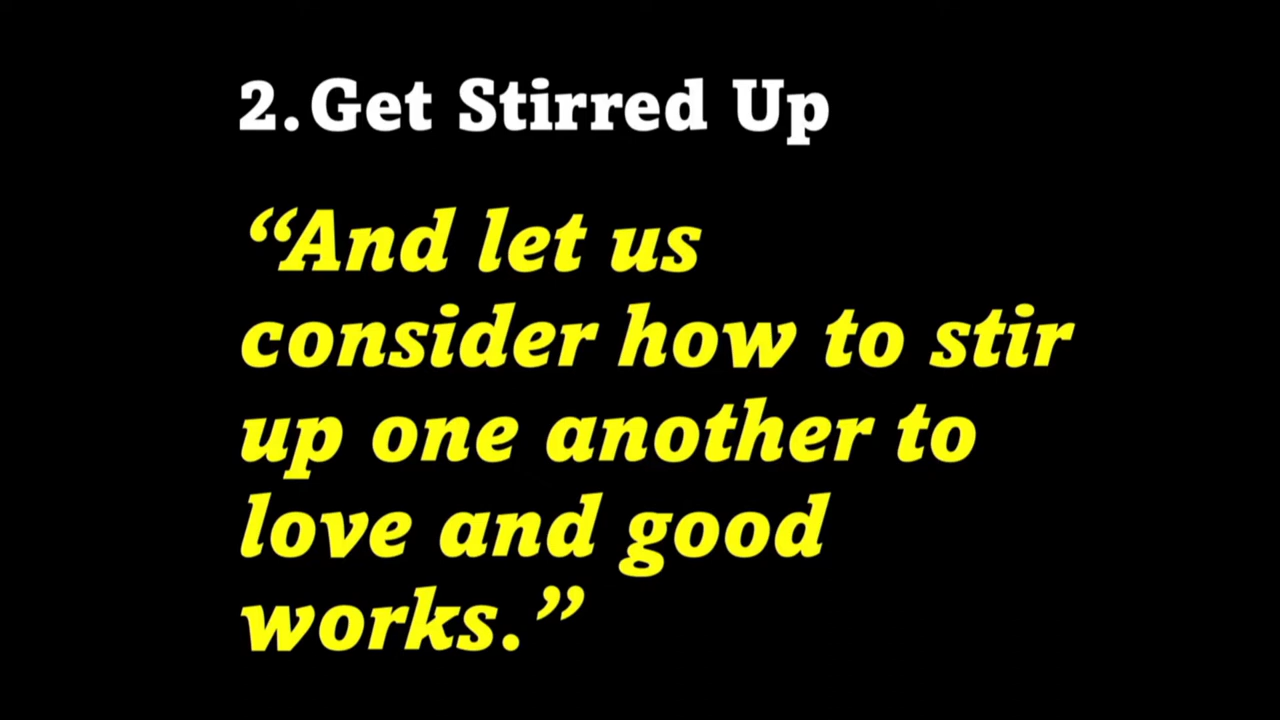 2. Get Stirred Up
“And let us
consider how to stir
up one another to
love and good
works.”